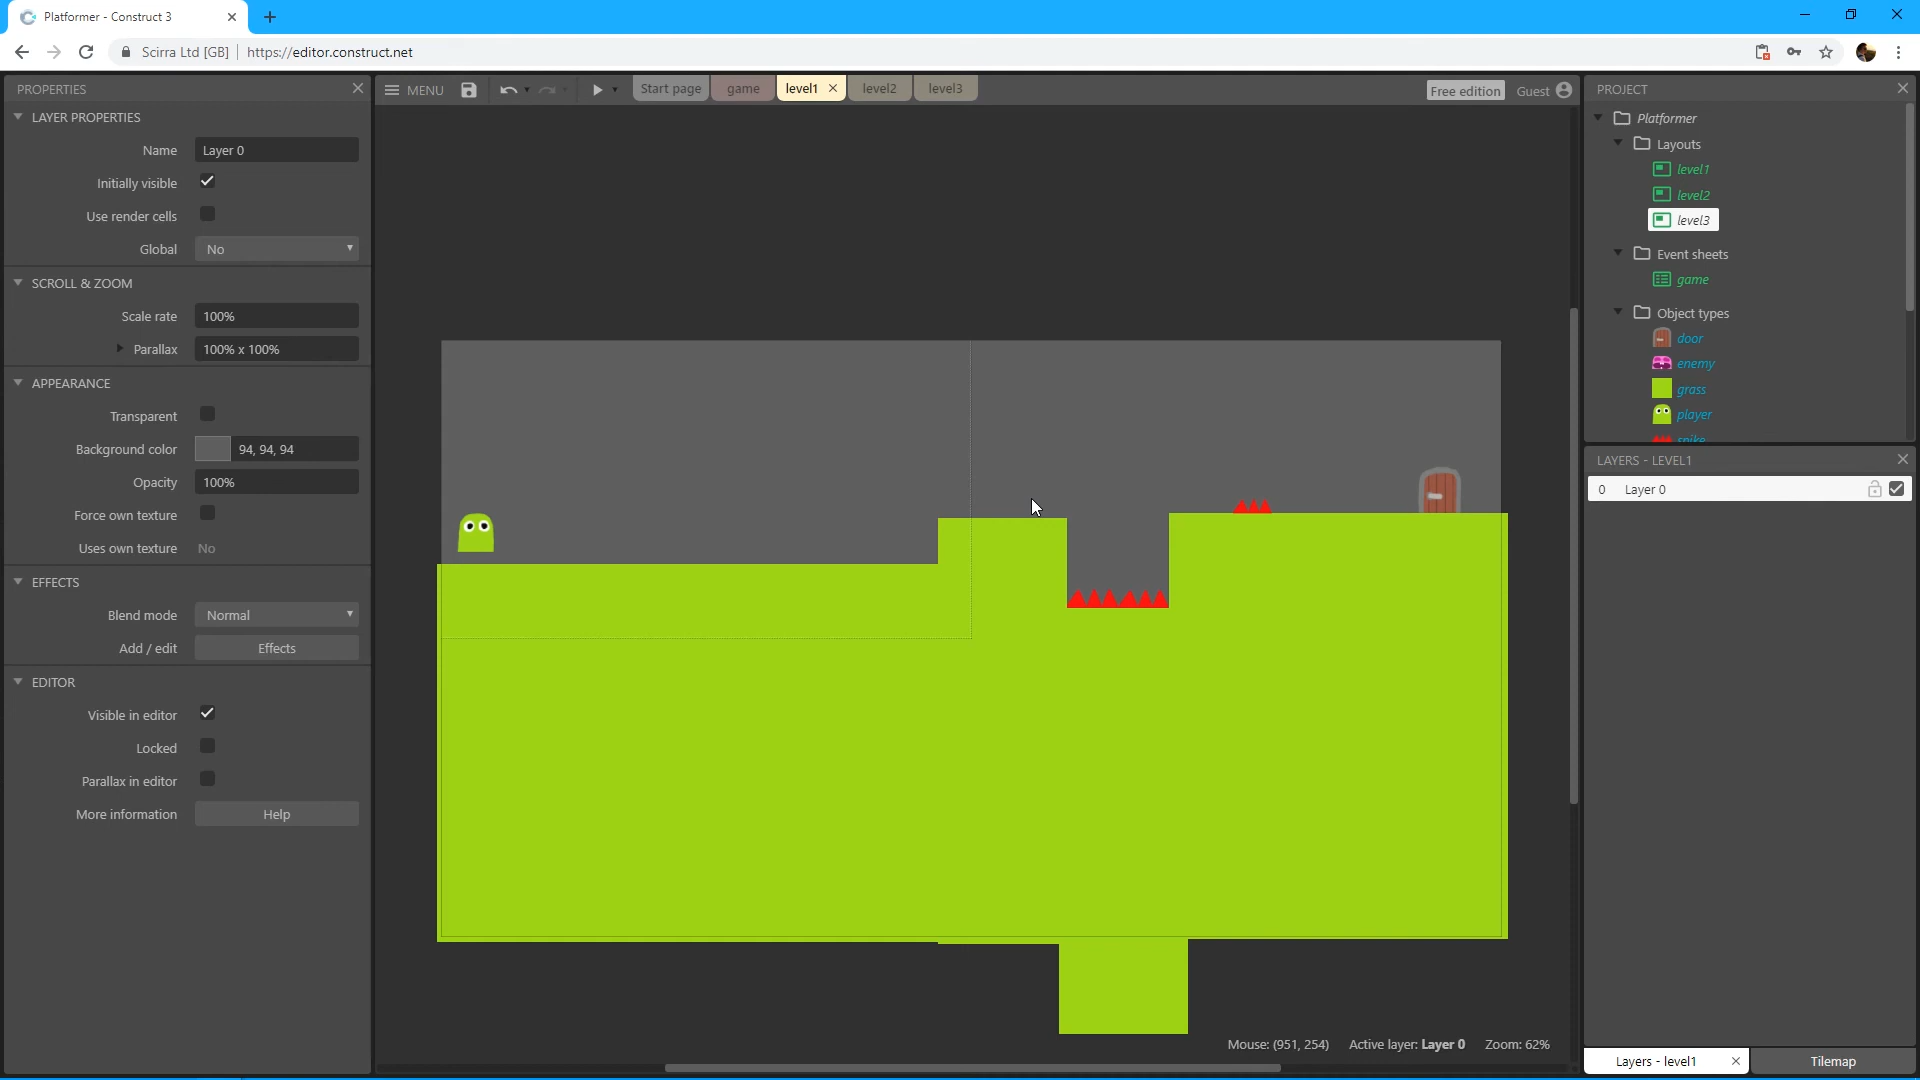 Platformer - Construct 3
Scirra Ltd [GB]
https://editor.construct.net
PROPERTIES
LAYER PROPERTIES
Name
Layer 0
Initially visible
Use render cells
Global
No
SCROLL & ZOOM
Scale rate
100%
Parallax
100% x 100%
APPEARANCE
Transparent
Background color
94, 94, 94
Opacity
100%
Force own texture
Uses own texture
No
EFFECTS
Blend mode
Normal
Add / edit
Effects
EDITOR
Visible in editor
Locked
Parallax in editor
More information
Help
MENU
Start page
game
level1
level2
level3
Free edition
Guest
Mouse: (951, 254)
Active layer: Layer 0
Zoom: 62%
PROJECT
Platformer
Layouts
level1
level2
level3
Event sheets
game
Object types
door
enemy
grass
player
spike
LAYERS - LEVEL1
0
Layer 0
Layers - level1
Tilemap